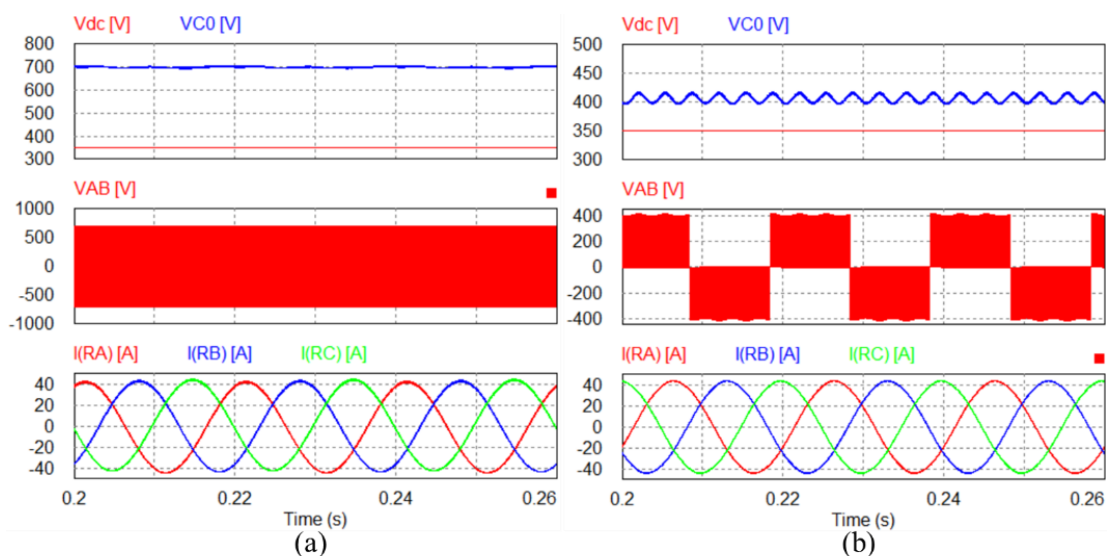 Vdc [V] VC0 [V]
800
700
600
500
400
300
VAB [V]
1000
500
0
-500
-1000
I(RA) [A] I(RB) [A] I(RC) [A]
40
20
0
-20
-40
0.2 0.22 0.24 0.26
Time (s)
(a)
Vdc [V] VC0 [V]
500
450
400
350
300
VAB [V]
400
200
0
-200
-400
I(RA) [A] I(RB) [A] I(RC) [A]
40
20
0
-20
-40
0.2 0.22 0.24 0.26
Time (s)
(b)